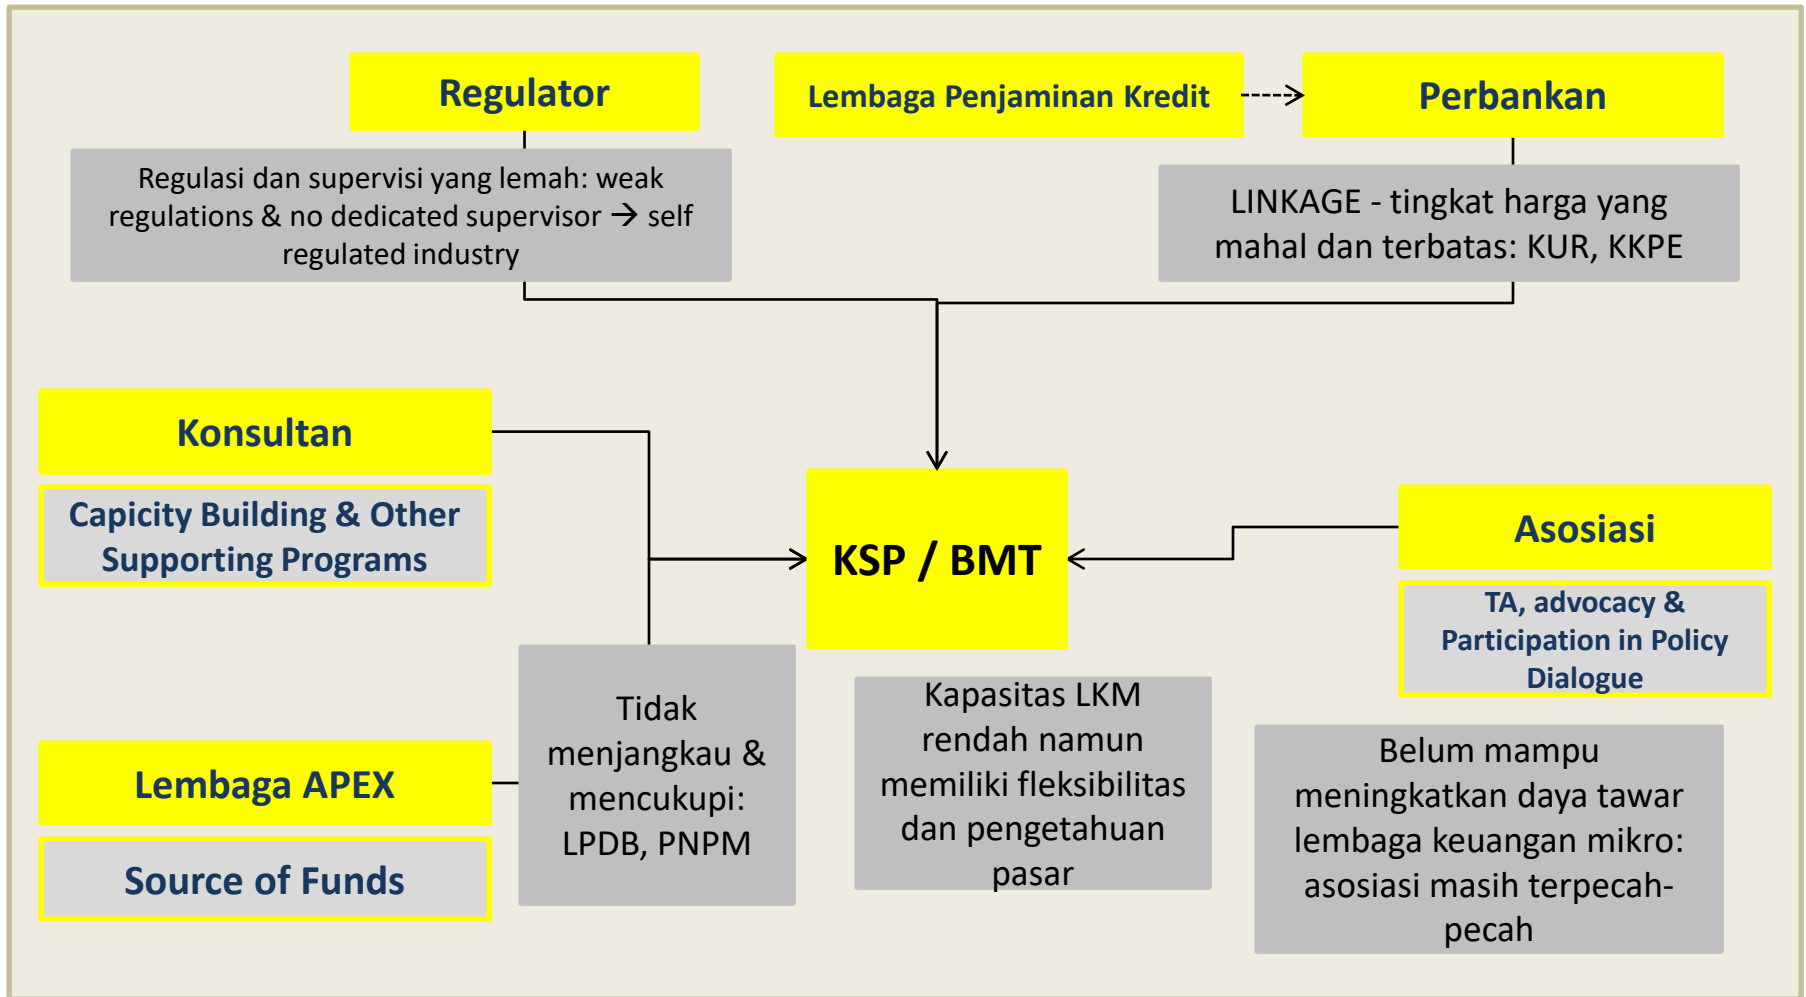 Regulator
Lembaga Penjaminan Kredit
Perbankan
Regulasi dan supervisi yang lemah: weak
regulations & no dedicated supervisor → self
regulated industry
LINKAGE - tingkat harga yang
mahal dan terbatas: KUR, KKPE
Konsultan
Capicity Building & Other
Supporting Programs
KSP / BMT
Asosiasi
TA, advocacy &
Participation in Policy
Dialogue
Lembaga APEX
Source of Funds
Tidak
menjangkau &
mencukupi:
LPDB, PNPM
Kapasitas LKM
rendah namun
memiliki fleksibilitas
dan pengetahuan
pasar
Belum mampu
meningkatkan daya tawar
lembaga keuangan mikro:
asosiasi masih terpecah-
pecah